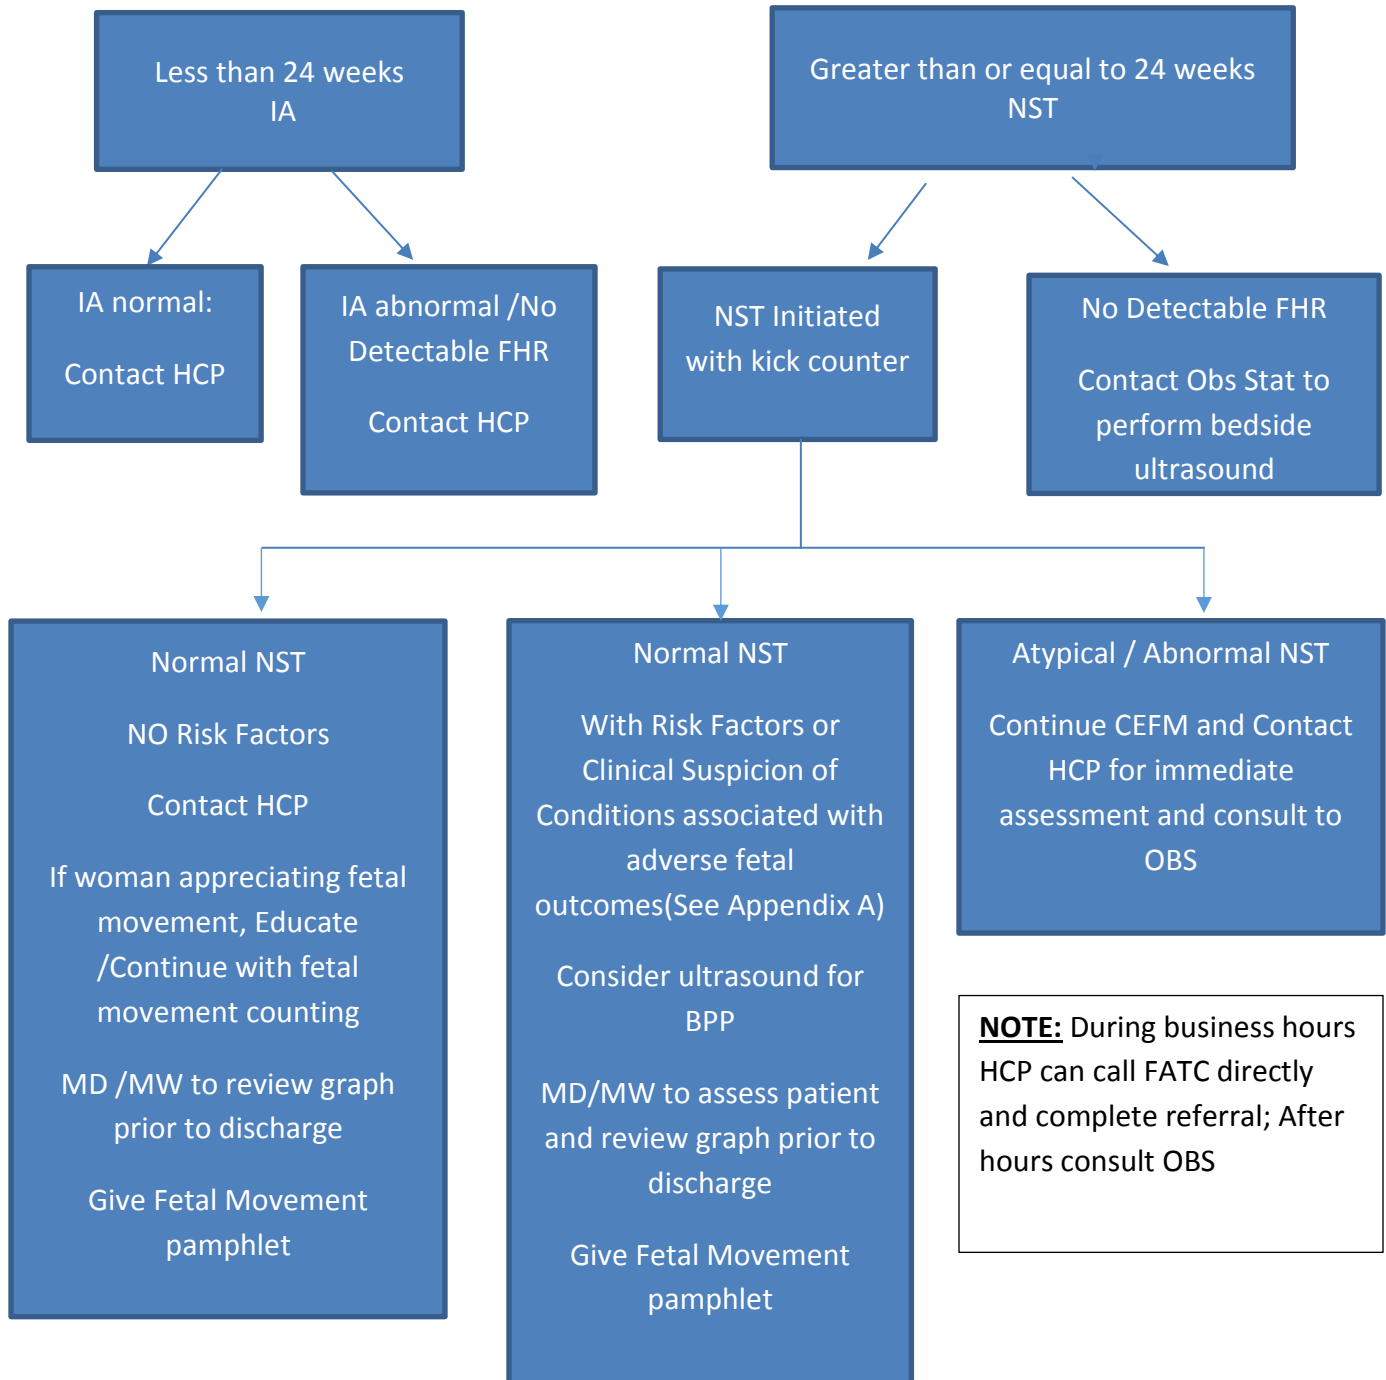 Less than 24 weeks
IA
Greater than or equal to 24 weeks
NST
IA normal:
Contact HCP
IA abnormal /No
Detectable FHR
Contact HCP
NST Initiated
with kick counter
No Detectable FHR
Contact Obs Stat to
perform bedside
ultrasound
Normal NST
NO Risk Factors
Contact HCP
If woman appreciating fetal
movement, Educate
/Continue with fetal
movement counting
MD /MW to review graph
prior to discharge
Give Fetal Movement
pamphlet
Normal NST
With Risk Factors or
Clinical Suspicion of
Conditions associated with
adverse fetal
outcomes(See Appendix A)
Consider ultrasound for
BPP
MD/MW to assess patient
and review graph prior to
discharge
Give Fetal Movement
pamphlet
Atypical / Abnormal NST
Continue CEFM and Contact
HCP for immediate
assessment and consult to
OBS
NOTE: During business hours
HCP can call FATC directly
and complete referral; After
hours consult OBS